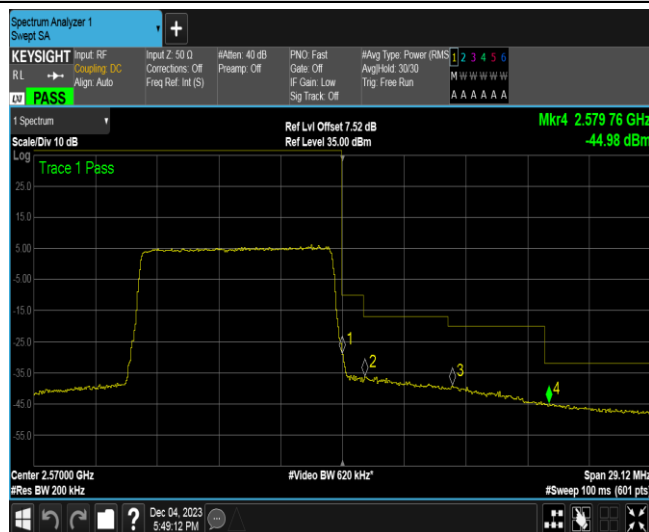 Spectrum Analyzer 1
Swept SA
+
KEYSIGHT
RL
LXI PASS
Input: RF
Coupling: DC
Align: Auto
Input Z: 50 Ω
Corrections: Off
Freq Ref: Int (S)
#Atten: 40 dB
Preamp: Off
PNO: Fast
Gate: Off
IF Gain: Low
Sig Track: Off
#Avg Type: Power (RMS
Avg|Hold: 30/30
Trig: Free Run
1 2 3 4 5 6
M W W W W W
A A A A A A
1 Spectrum
Scale/Div 10 dB
Ref Lvl Offset 7.52 dB
Ref Level 35.00 dBm
Mkr4 2.579 76 GHz
-44.98 dBm
Log
Trace 1 Pass
25.0
15.0
5.00
-5.00
-15.0
-25.0
-35.0
-45.0
-55.0
1
2
3
4
Center 2.57000 GHz
#Res BW 200 kHz
#Video BW 620 kHz*
Span 29.12 MHz
#Sweep 100 ms (601 pts)
?
Dec 04, 2023
5:49:12 PM